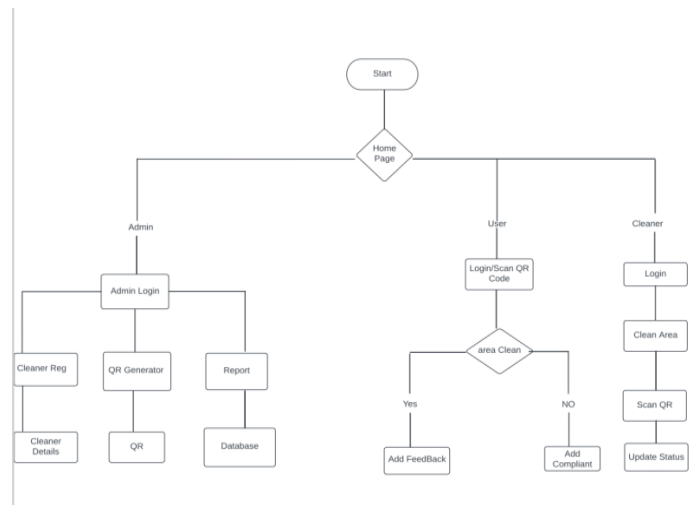 Start
Home
Page
Admin
User
Cleaner
Admin Login
Login/Scan QR
Code
Login
Cleaner Reg
QR Generator
Report
area Clean
Clean Area
Yes
NO
Scan QR
Cleaner
Details
QR
Database
Add FeedBack
Add
Compliant
Update Status